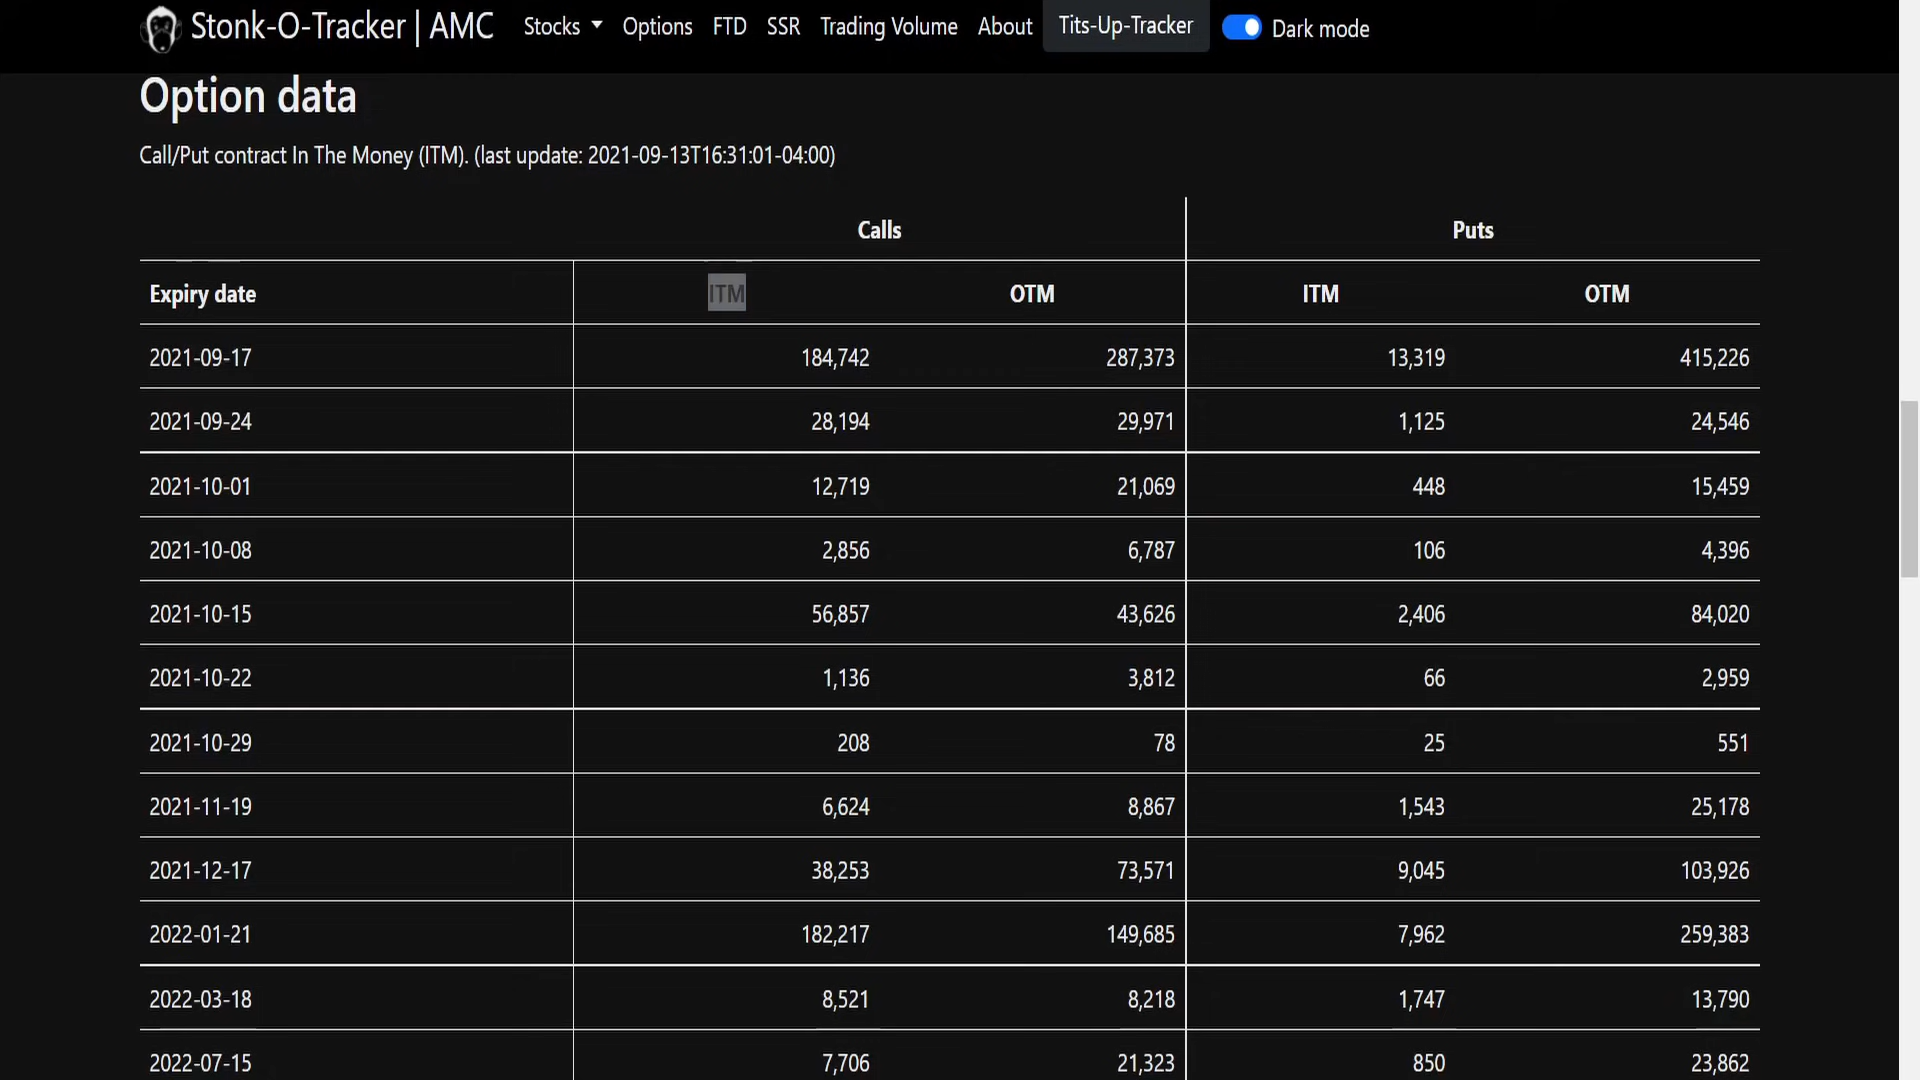 Stonk-O-Tracker | AMC Stocks Options FTD SSR Trading Volume About Tits-Up-Tracker Dark mode
Option data
Call/Put contract In The Money (ITM). (last update: 2021-09-13T16:31:01-04:00)
Calls Puts
Expiry date ITM OTM ITM OTM
2021-09-17 184,742 287,373 13,319 415,226
2021-09-24 28,194 29,971 1,125 24,546
2021-10-01 12,719 21,069 448 15,459
2021-10-08 2,856 6,787 106 4,396
2021-10-15 56,857 43,626 2,406 84,020
2021-10-22 1,136 3,812 66 2,959
2021-10-29 208 78 25 551
2021-11-19 6,624 8,867 1,543 25,178
2021-12-17 38,253 73,571 9,045 103,926
2022-01-21 182,217 149,685 7,962 259,383
2022-03-18 8,521 8,218 1,747 13,790
2022-07-15 7,706 21,323 850 23,862